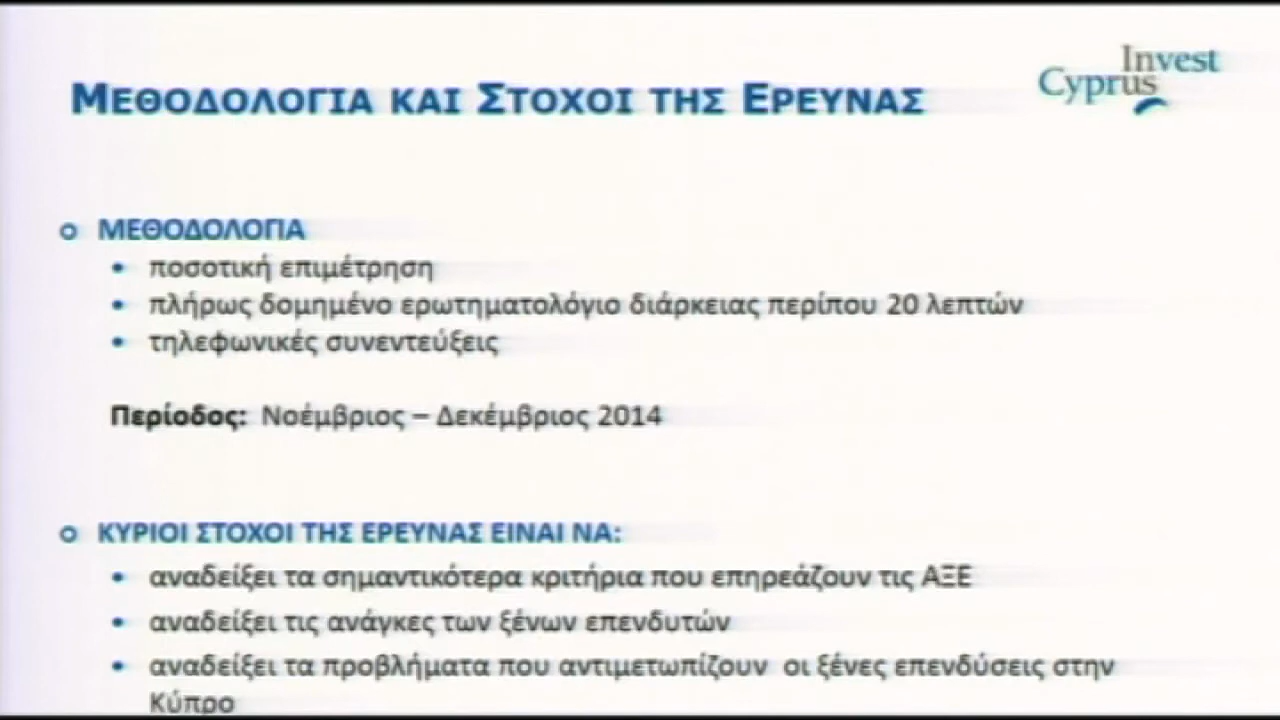 Invest
Cyprus
ΜΕΘΟΔΟΛΟΓΙΑ ΚΑΙ ΣΤΟΧΟΙ ΤΗΣ ΕΡΕΥΝΑΣ
ΜΕΘΟΔΟΛΟΓΙΑ
• ποσοτική επιμέτρηση
• πλήρως δομημένο ερωτηματολόγιο διάρκειας περίπου 20 λεπτών
• τηλεφωνικές συνεντεύξεις
Περίοδος: Νοέμβριος – Δεκέμβριος 2014
ΚΥΡΙΟΙ ΣΤΟΧΟΙ ΤΗΣ ΕΡΕΥΝΑΣ ΕΙΝΑΙ ΝΑ:
• αναδείξει τα σημαντικότερα κριτήρια που επηρεάζουν τις ΑΞΕ
• αναδείξει τις ανάγκες των ξένων επενδυτών
• αναδείξει τα προβλήματα που αντιμετωπίζουν οι ξένες επενδύσεις στην
Κύπρο